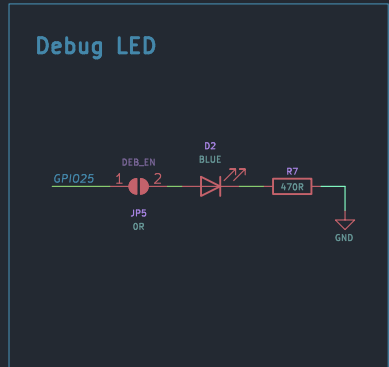 Debug LED
D2
BLUE
DEB_EN
GPIO25
1
2
JP5
0R
R7
470R
GND